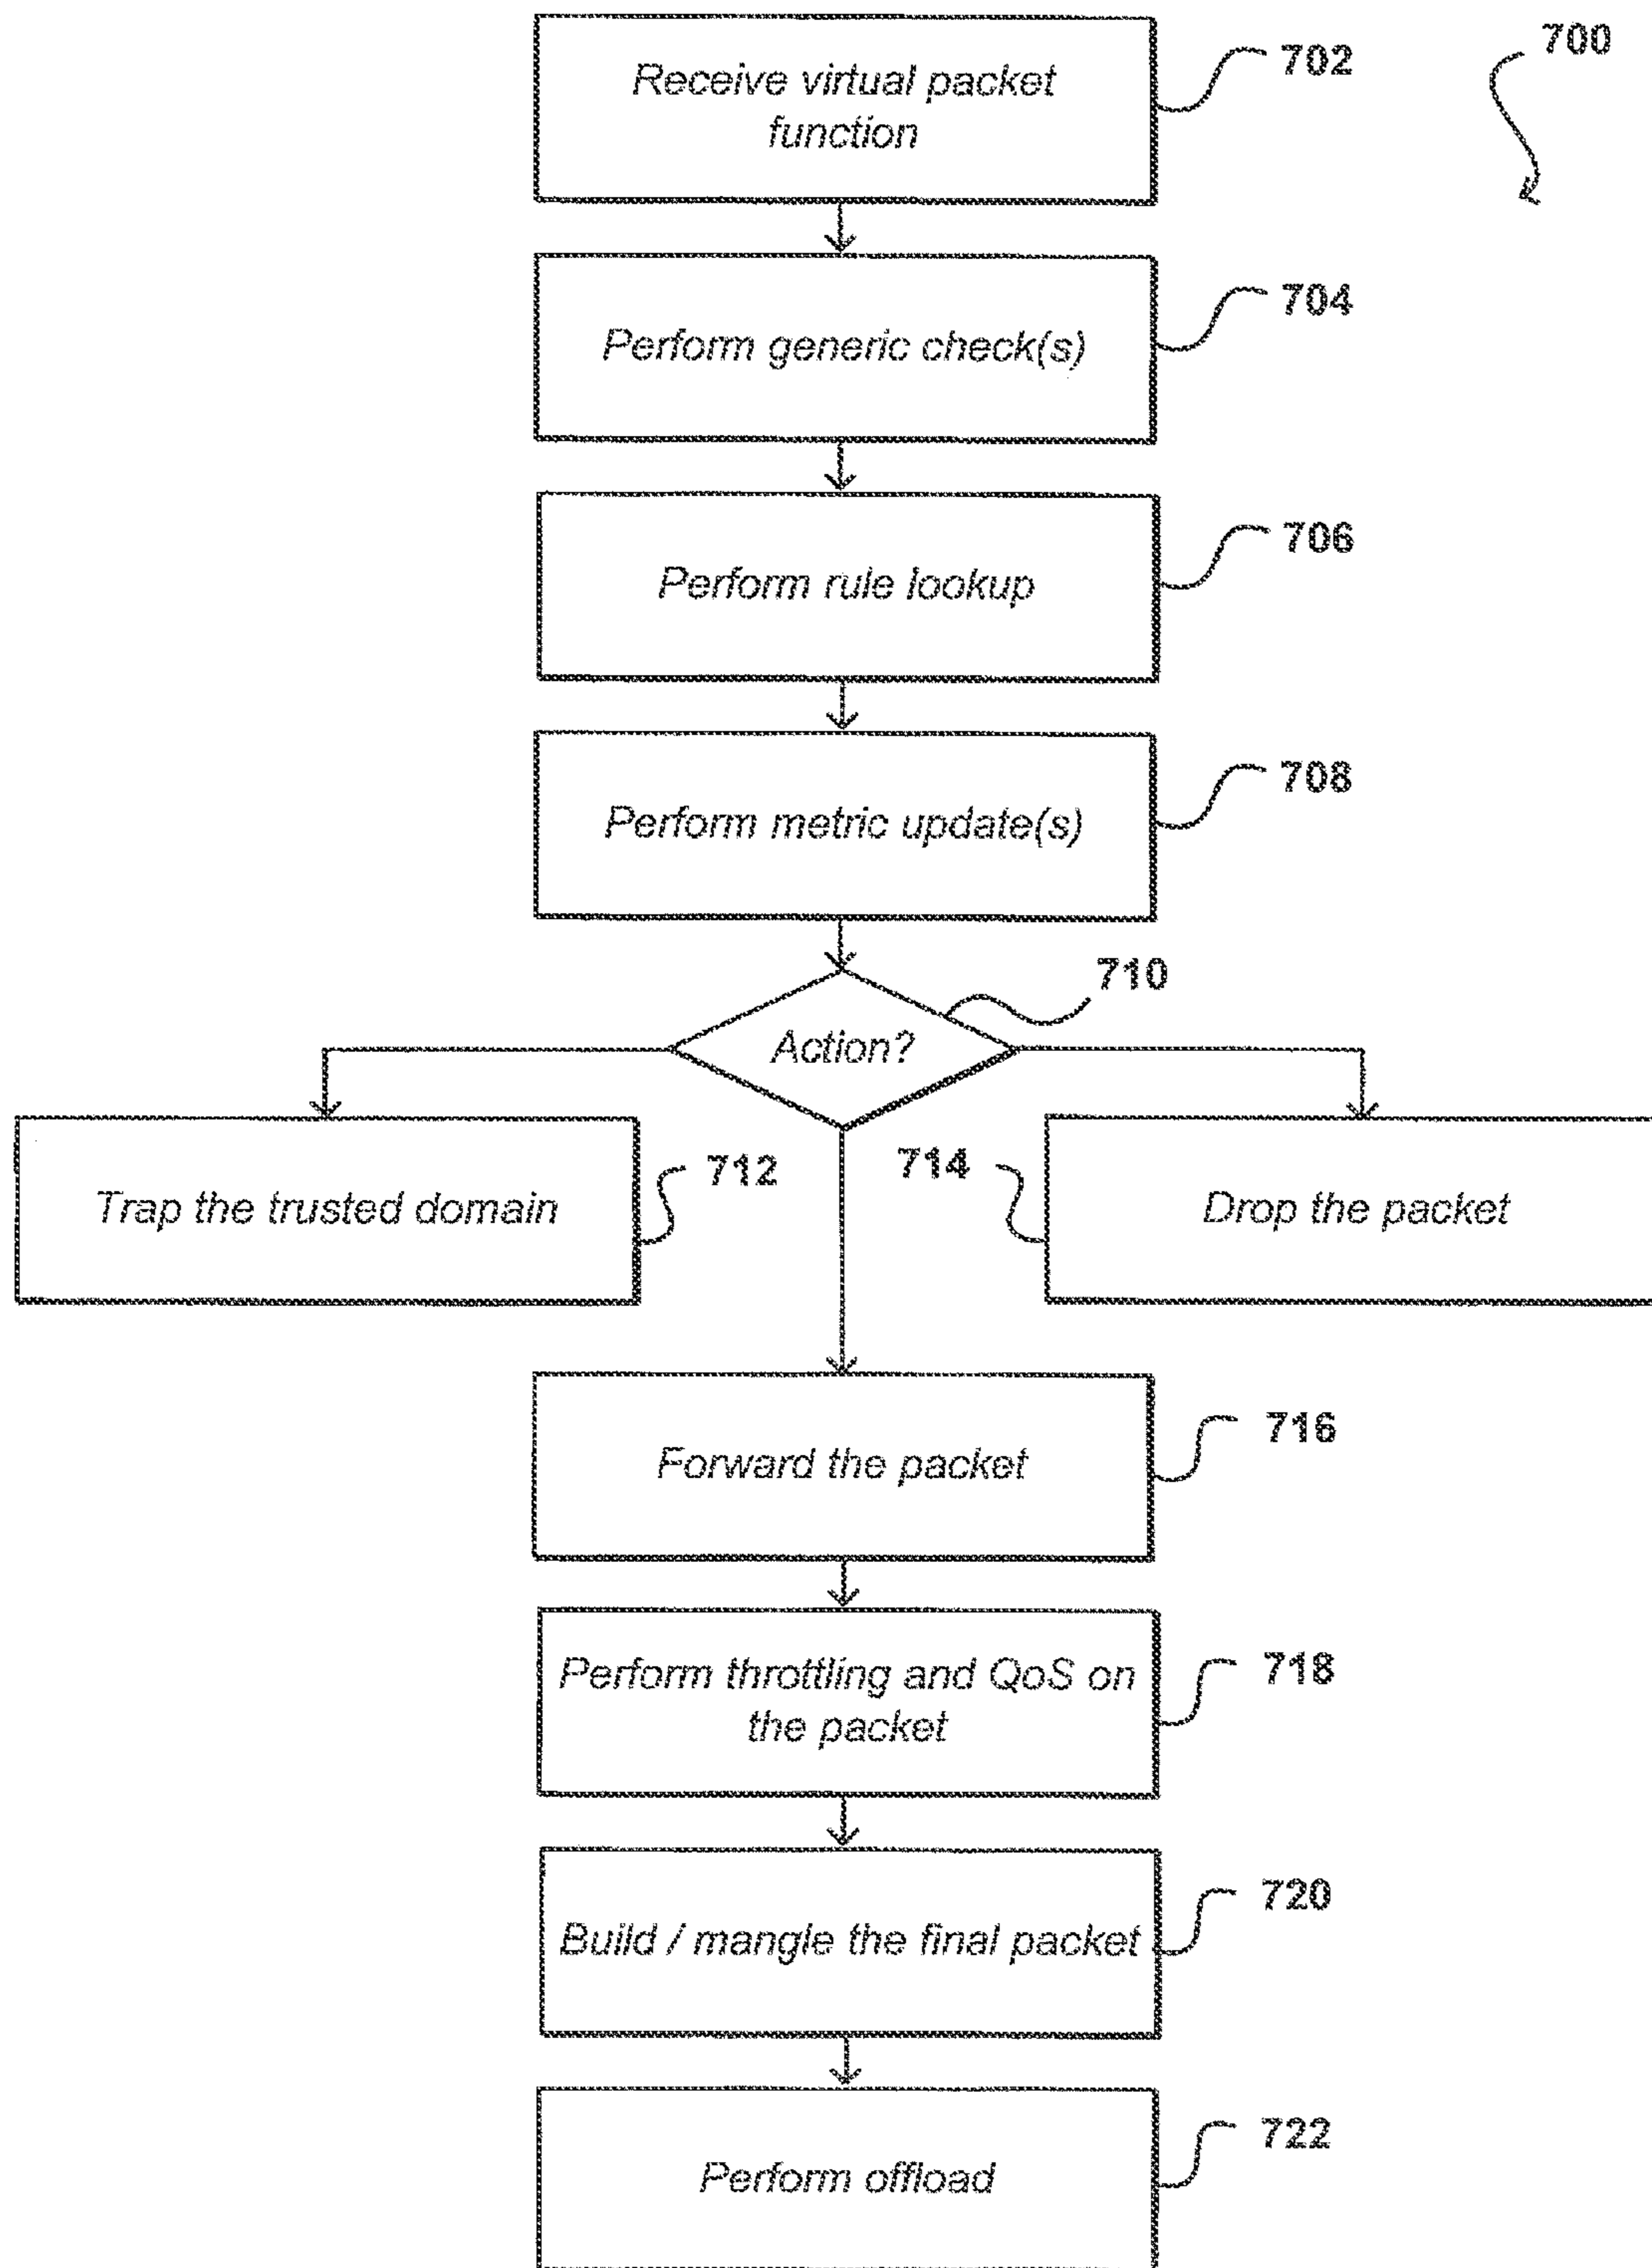 700
Receive virtual packet
function
702
Perform generic check(s)
704
Perform rule lookup
706
Perform metric update(s)
708
Action?
710
Trap the trusted domain
712
714
Drop the packet
Forward the packet
716
Perform throttling and QoS on
the packet
718
Build / mangle the final packet
720
Perform offload
722